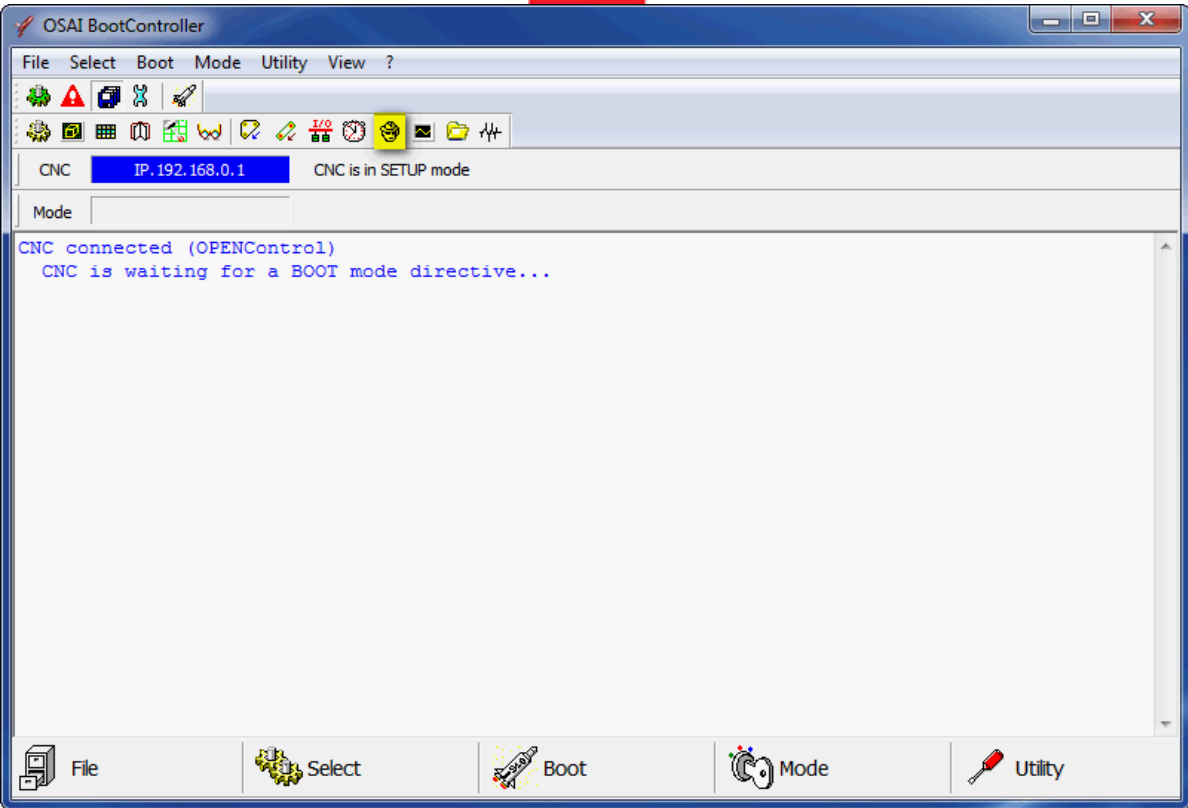 OSAI BootController
File Select Boot Mode Utility View ?
I/O
CNC IP.192.168.0.1 CNC is in SETUP mode
Mode
CNC connected (OPENControl)
CNC is waiting for a BOOT mode directive...
File Select Boot Mode Utility